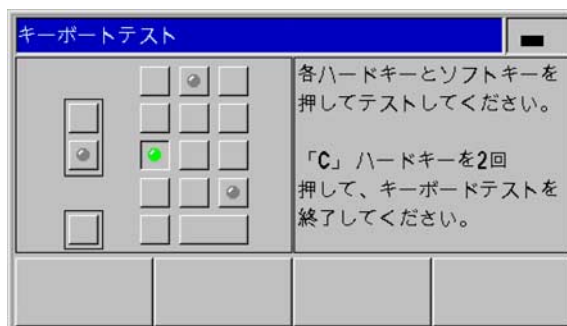 キーボートテスト
各ハードキーとソフトキーを
押してテストしてください。
「C」ハードキーを2回
押して、キーボードテストを
終了してください。